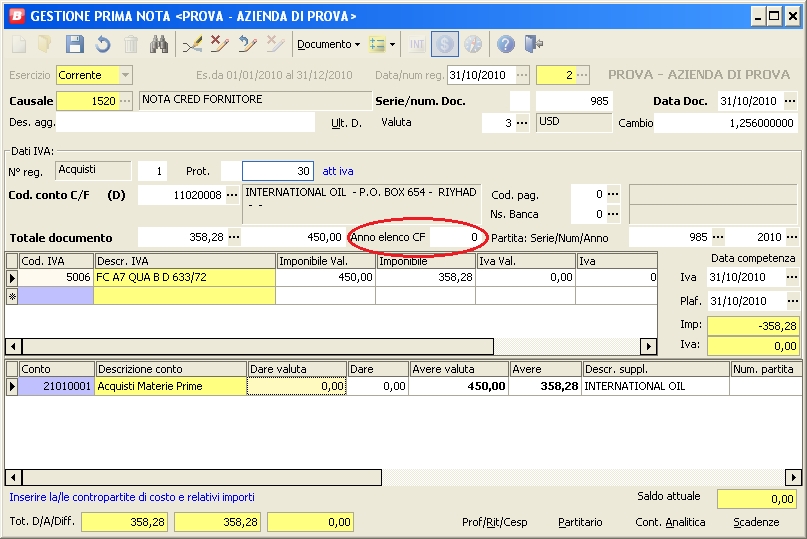 GESTIONE PRIMA NOTA <PROVA - AZIENDA DI PROVA>
Documento
INT
Esercizio Corrente Es.da 01/01/2010 al 31/12/2010 Data/num reg. 31/10/2010 2 PROVA - AZIENDA DI PROVA
Causale 1520 NOTA CRED FORNITORE Serie/num. Doc. 985 Data Doc. 31/10/2010
Des. agg. Ult. D. Valuta 3 USD Cambio 1,256000000
Dati IVA:
N° reg. Acquisti 1 Prot. 30 att iva
Cod. conto C/F (D) 11020008 INTERNATIONAL OIL - P.O. BOX 654 - RIYHAD Cod. pag. 0
- - Ns. Banca 0
Totale documento 358,28 450,00 Anno elenco CF 0 Partita: Serie/Num/Anno 985 2010
Cod. IVA Descr. IVA Imponibile Val. Imponibile Iva Val. Iva
5006 FC A7 QUA B D 633/72 450,00 358,28 0,00 0
Data competenza
Iva 31/10/2010
Plaf. 31/10/2010
Imp: -358,28
Iva: 0,00
Conto Descrizione conto Dare valuta Dare Avere valuta Avere Descr. suppl. Num. partita
21010001 Acquisti Materie Prime 0,00 0,00 450,00 358,28 INTERNATIONAL OIL
Inserire la/le contropartite di costo e relativi importi Saldo attuale 0,00
Tot. D/A/Diff. 358,28 358,28 0,00 Prof/Rit/Cesp Partitario Cont. Analitica Scadenze